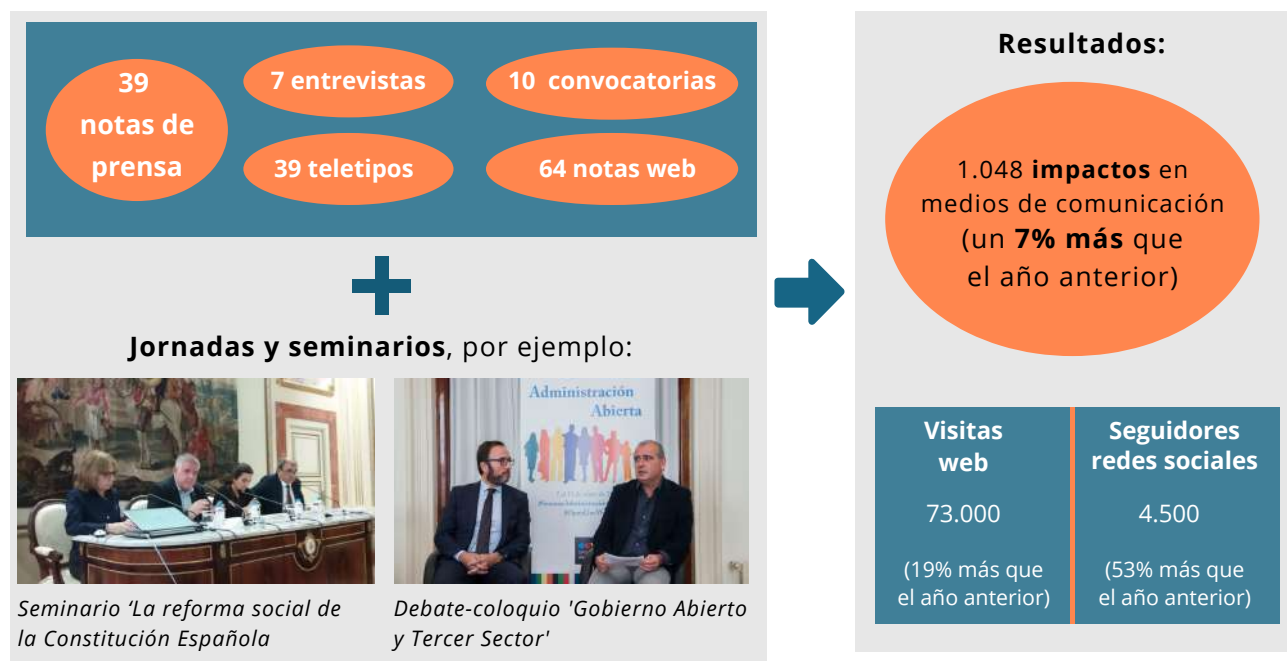 39
notas de
prensa
7 entrevistas
10 convocatorias
39 teletipos
64 notas web
Jornadas y seminarios, por ejemplo:
Administración
Abierta
Seminario ‘La reforma social de
la Constitución Española
Debate-coloquio 'Gobierno Abierto
y Tercer Sector'
Resultados:
1.048 impactos en
medios de comunicación
(un 7% más que
el año anterior)
Visitas
web
73.000
(19% más que
el año anterior)
Seguidores
redes sociales
4.500
(53% más que
el año anterior)